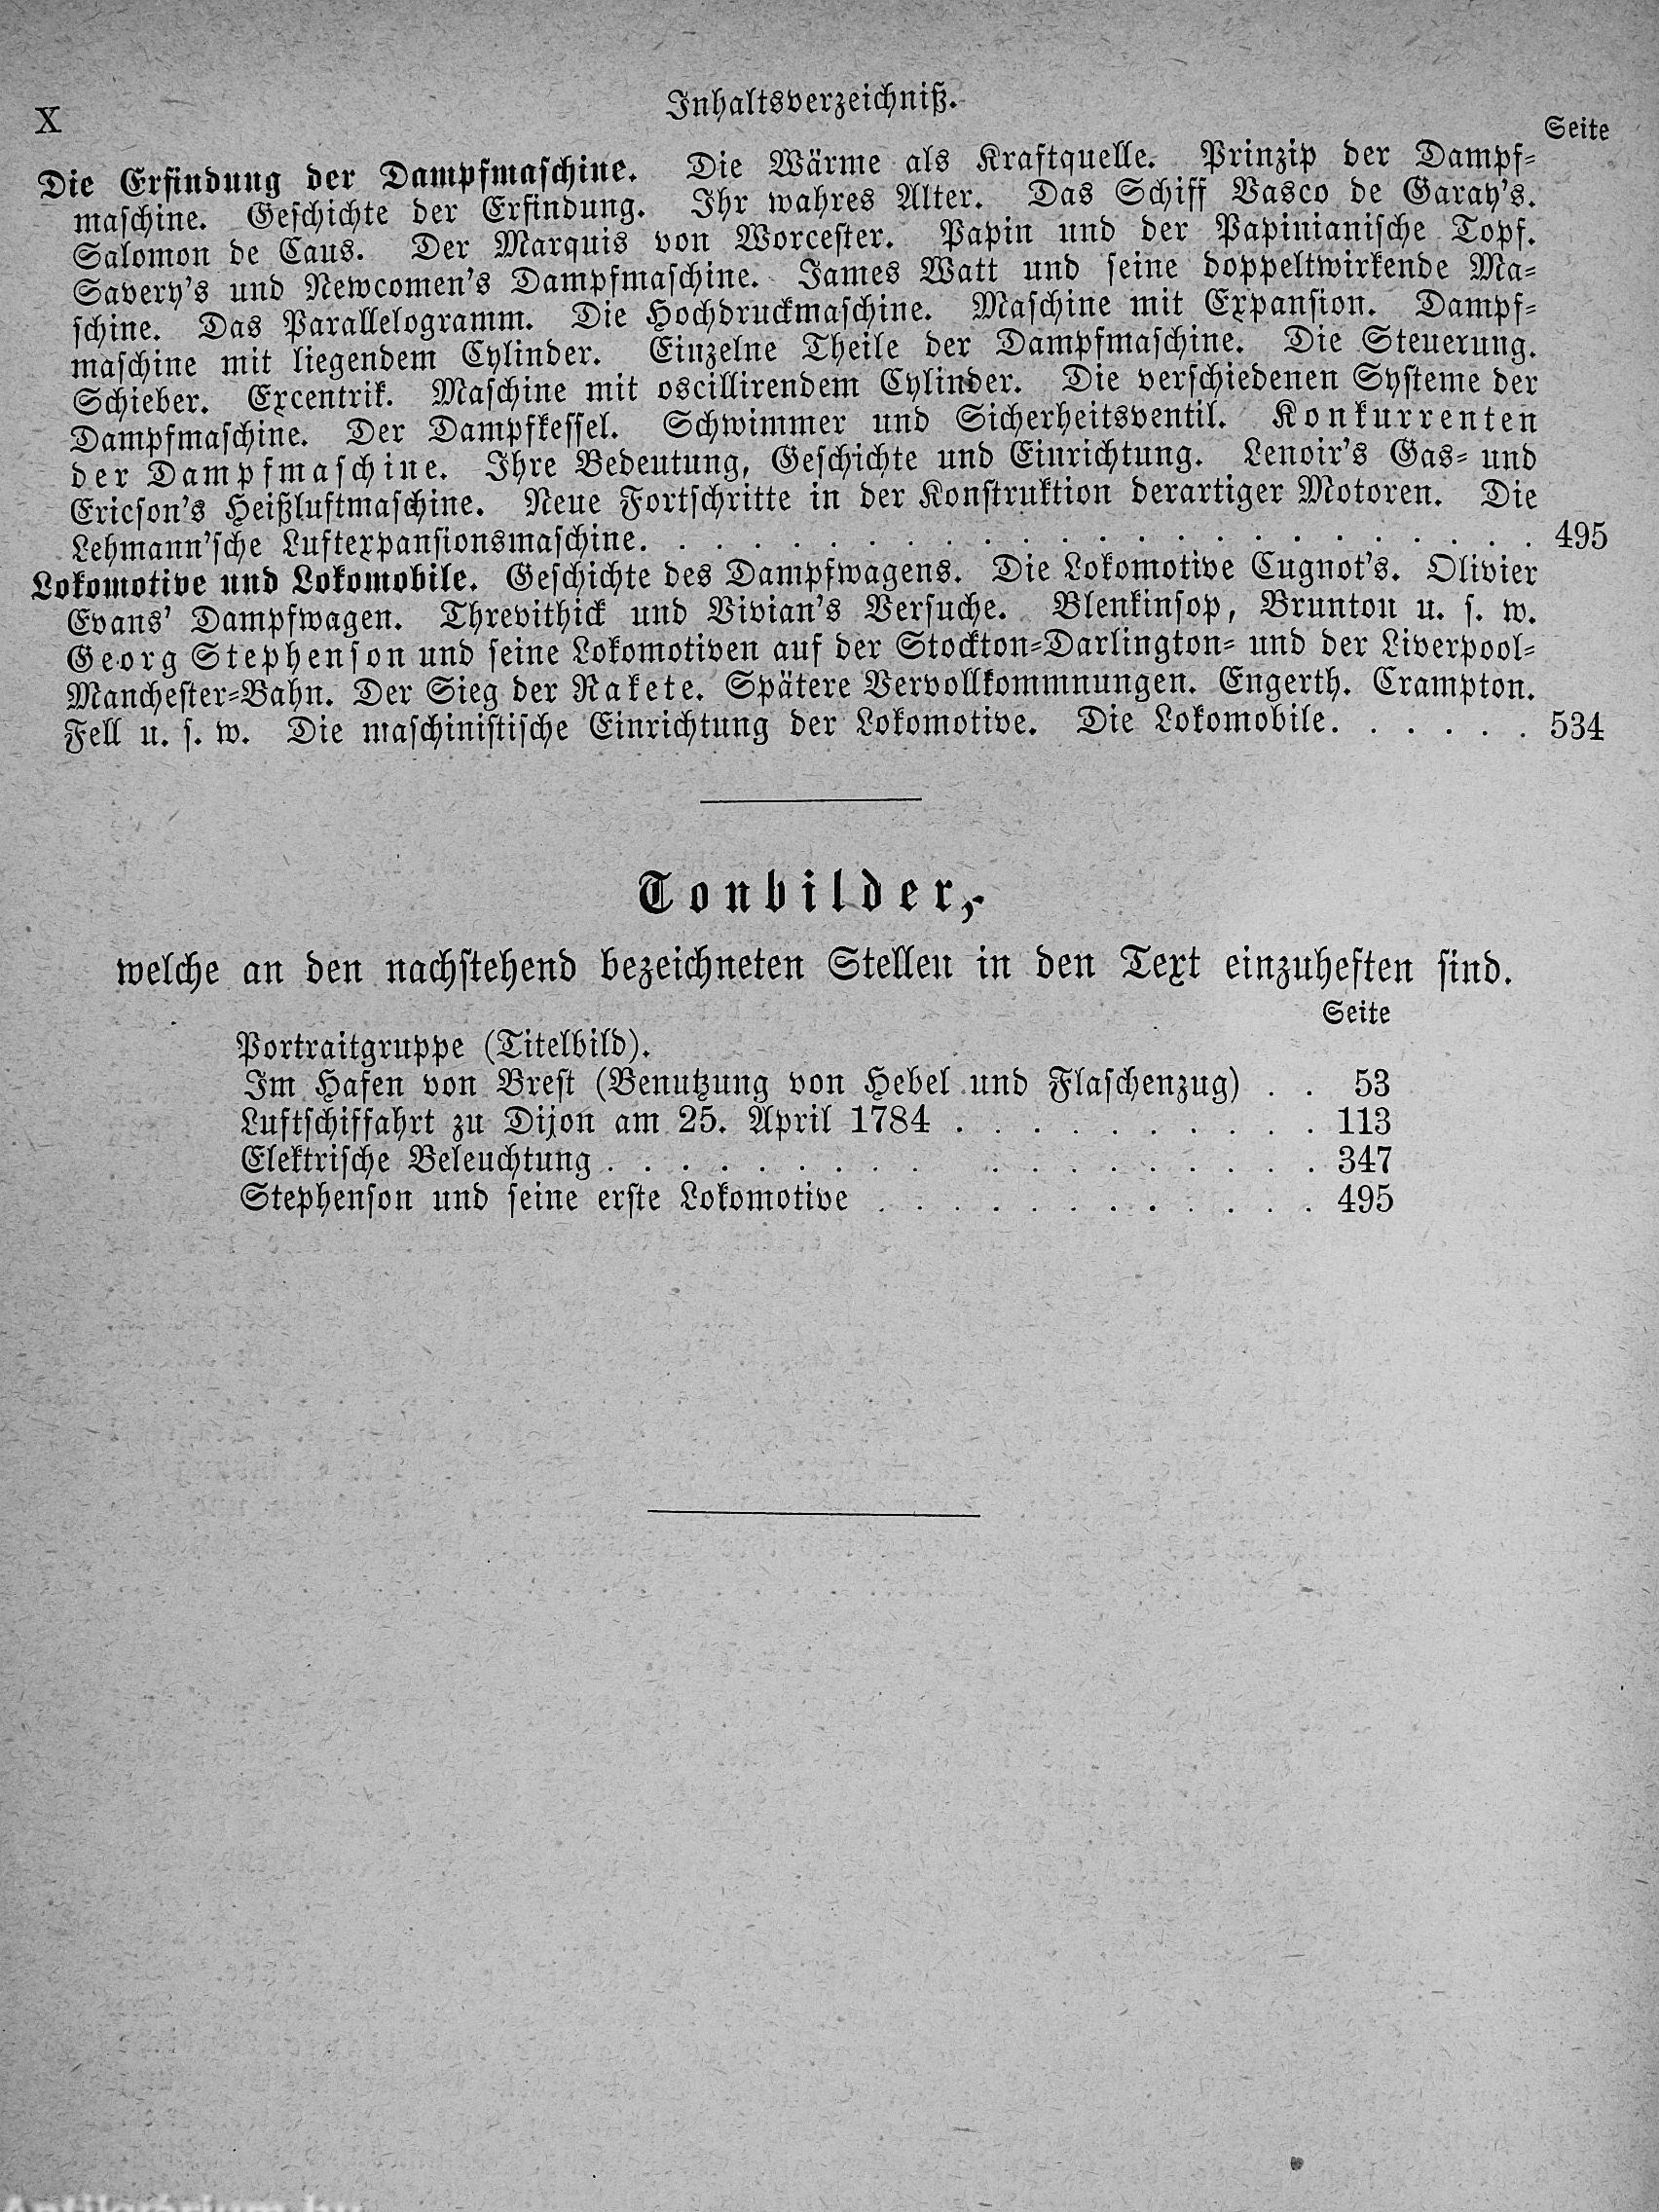 X
Inhaltsverzeichniß.
Seite
Die Erfindung der Dampfmaschine. Die Wärme als Kraftquelle. Prinzip der Dampf-
maschine. Geschichte der Erfindung. Ihr wahres Alter. Das Schiff Vasco de Garay's.
Salomon de Caus. Der Marquis von Worcester. Papin und der Papinianische Topf.
Savery's und Newcomen's Dampfmaschine. James Watt und seine doppeltwirkende Ma-
schine. Das Parallelogramm. Die Hochdruckmaschine. Maschine mit Expansion. Dampf-
maschine mit liegendem Cylinder. Einzelne Theile der Dampfmaschine. Die Steuerung.
Schieber. Excentrik. Maschine mit oscillirendem Cylinder. Die verschiedenen Systeme der
Dampfmaschine. Der Dampfkessel. Schwimmer und Sicherheitsventil. Konkurrenten
der Dampfmaschine. Ihre Bedeutung, Geschichte und Einrichtung. Lenoir's Gas- und
Ericson's Heißluftmaschine. Neue Fortschritte in der Konstruktion derartiger Motoren. Die
Lehmann'sche Luftexpansionsmaschine. . . . . . . . . . . . . . . . . . . . . . . . . 495
Lokomotive und Lokomobile. Geschichte des Dampfwagens. Die Lokomotive Cugnot's. Olivier
Evans' Dampfwagen. Threvithick und Vivian's Versuche. Blenkinsop, Brunton u. s. w.
Georg Stephenson und seine Lokomotiven auf der Stockton-Darlington- und der Liverpool-
Manchester-Bahn. Der Sieg der Rakete. Spätere Vervollkommnungen. Engerth. Crampton.
Fell u. s. w. Die maschinistische Einrichtung der Lokomotive. Die Lokomobile. . . . . . 534
Tonbilder,
welche an den nachstehend bezeichneten Stellen in den Text einzuheften sind.
Seite
Portraitgruppe (Titelbild).
Im Hafen von Brest (Benutzung von Hebel und Flaschenzug) . . 53
Luftschiffahrt zu Dijon am 25. April 1784 . . . . . . . . . . 113
Elektrische Beleuchtung . . . . . . . . . . . . . . . . . . . 347
Stephenson und seine erste Lokomotive . . . . . . . . . . . . 495